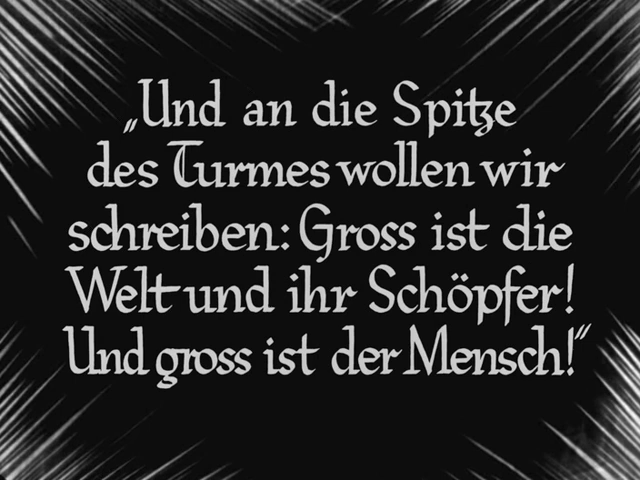 „Und an die Spitze
des Turmes wollen wir
schreiben: Gross ist die
Welt und ihr Schöpfer!
Und gross ist der Mensch!“